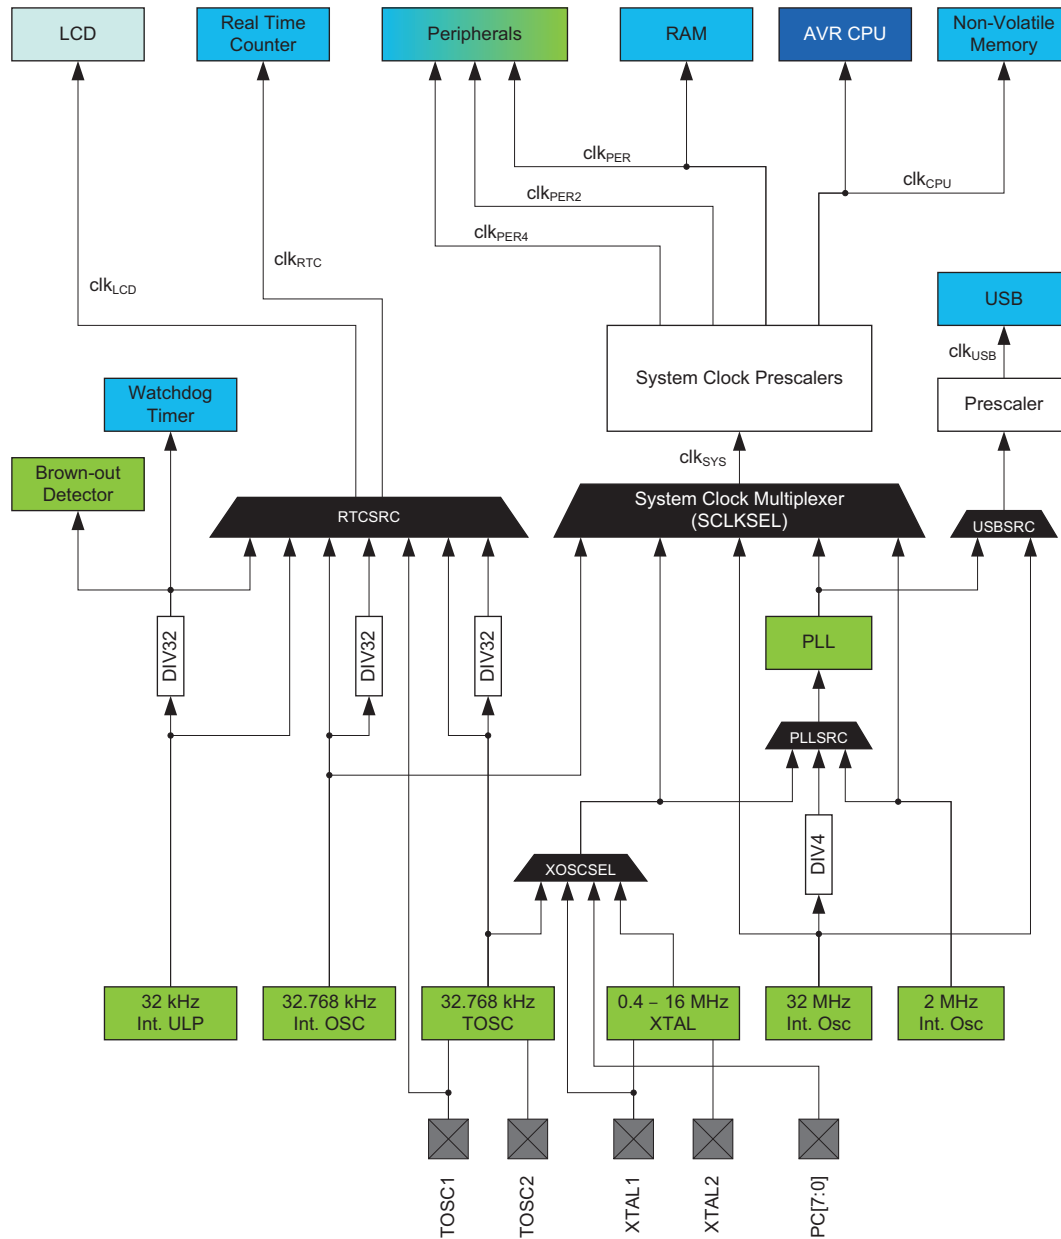 LCD
Real Time
Counter
Peripherals
RAM
AVR CPU
Non-Volatile
Memory
clkPER
clkPER2
clkPER4
clkCPU
clkRTC
clkLCD
USB
clkUSB
System Clock Prescalers
Prescaler
Watchdog
Timer
Brown-out
Detector
clkSYS
RTCSRC
System Clock Multiplexer
(SCLKSEL)
USBSRC
DIV32
DIV32
DIV32
PLL
PLLSRC
DIV4
XOSCSEL
32 kHz
Int. ULP
32.768 kHz
Int. OSC
32.768 kHz
TOSC
0.4 – 16 MHz
XTAL
32 MHz
Int. Osc
2 MHz
Int. Osc
TOSC1
TOSC2
XTAL1
XTAL2
PC[7:0]